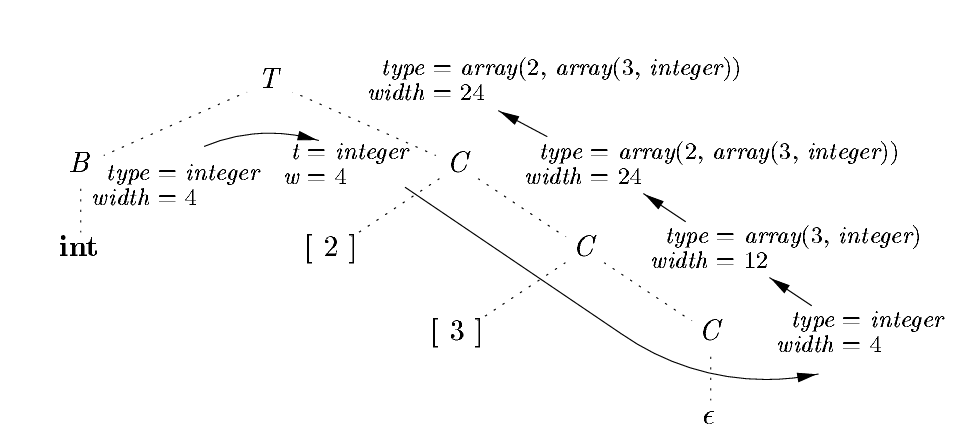 T
type = array(2, array(3, integer))
width = 24
B
type = integer
width = 4
t = integer
w = 4
C
type = array(2, array(3, integer))
width = 24
int
[ 2 ]
C
type = array(3, integer)
width = 12
[ 3 ]
C
type = integer
width = 4
ϵ